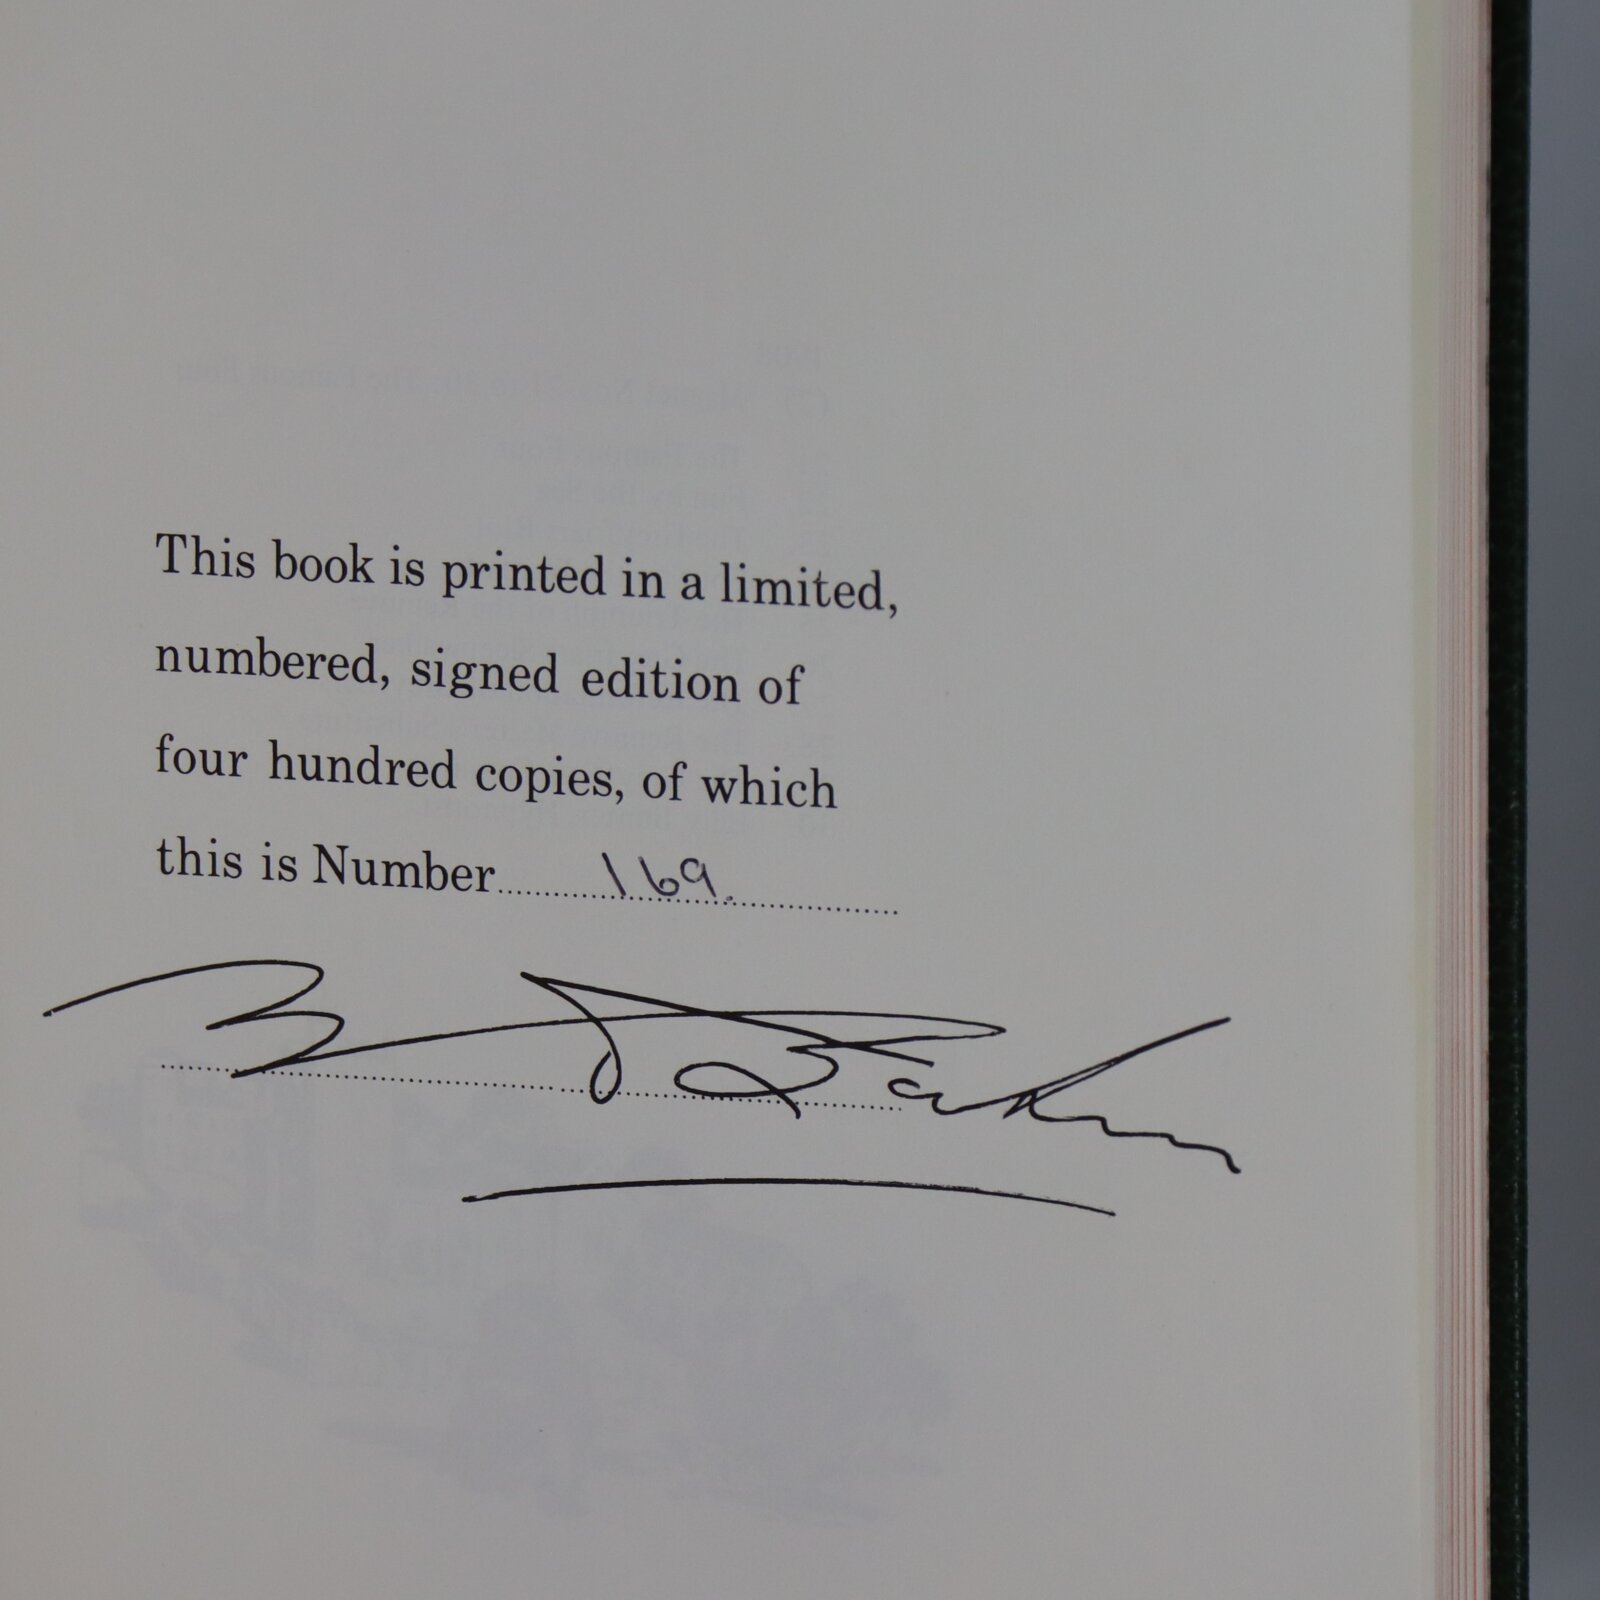 This book is printed in a limited,
numbered, signed edition of
four hundred copies, of which
this is Number 169.